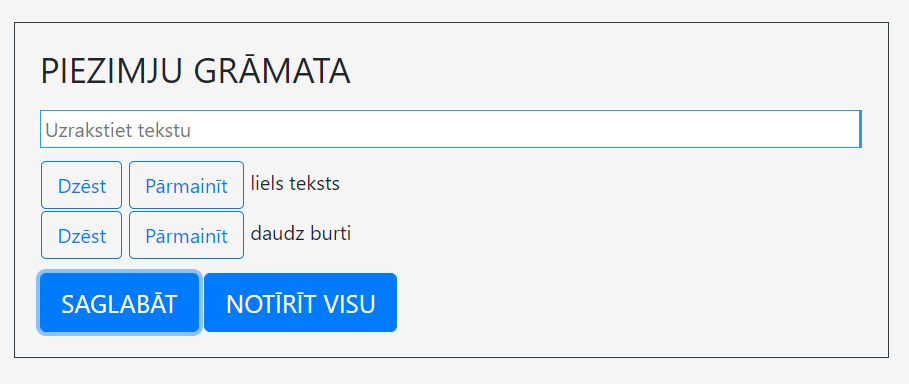 PIEZIMJU GRĀMATA
Uzrakstiet tekstu
Dzēst Pārmainīt liels teksts
Dzēst Pārmainīt daudz burti
SAGLABĀT NOTĪRĪT VISU